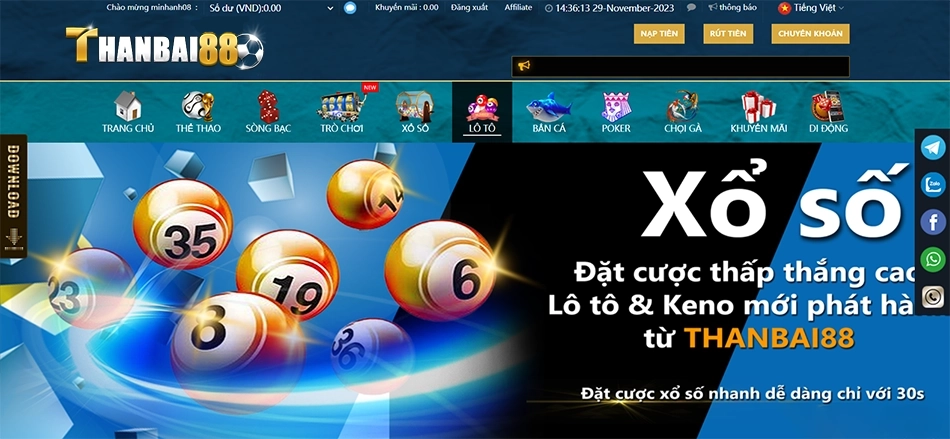 Chào mừng minhanh08 : Số dư (VND):0.00 Khuyến mãi : 0.00 Đăng xuất Affiliate 14:36:13 29-November-2023 thông báo Tiếng Việt
THANBAI88
NẠP TIỀN RÚT TIỀN CHUYỂN KHOẢN
NEW
TRANG CHỦ THỂ THAO SÒNG BẠC TRÒ CHƠI XỔ SỐ LÔ TÔ BẮN CÁ POKER CHỌI GÀ KHUYẾN MÃI DI ĐỘNG
DOWNLOAD
Xổ số
Đặt cược thấp thắng cao
Lô tô & Keno mới phát hà
từ THANBAI88
Đặt cược xổ số nhanh dễ dàng chi với 30s
35
14
19
6
23
8
36
Zalo